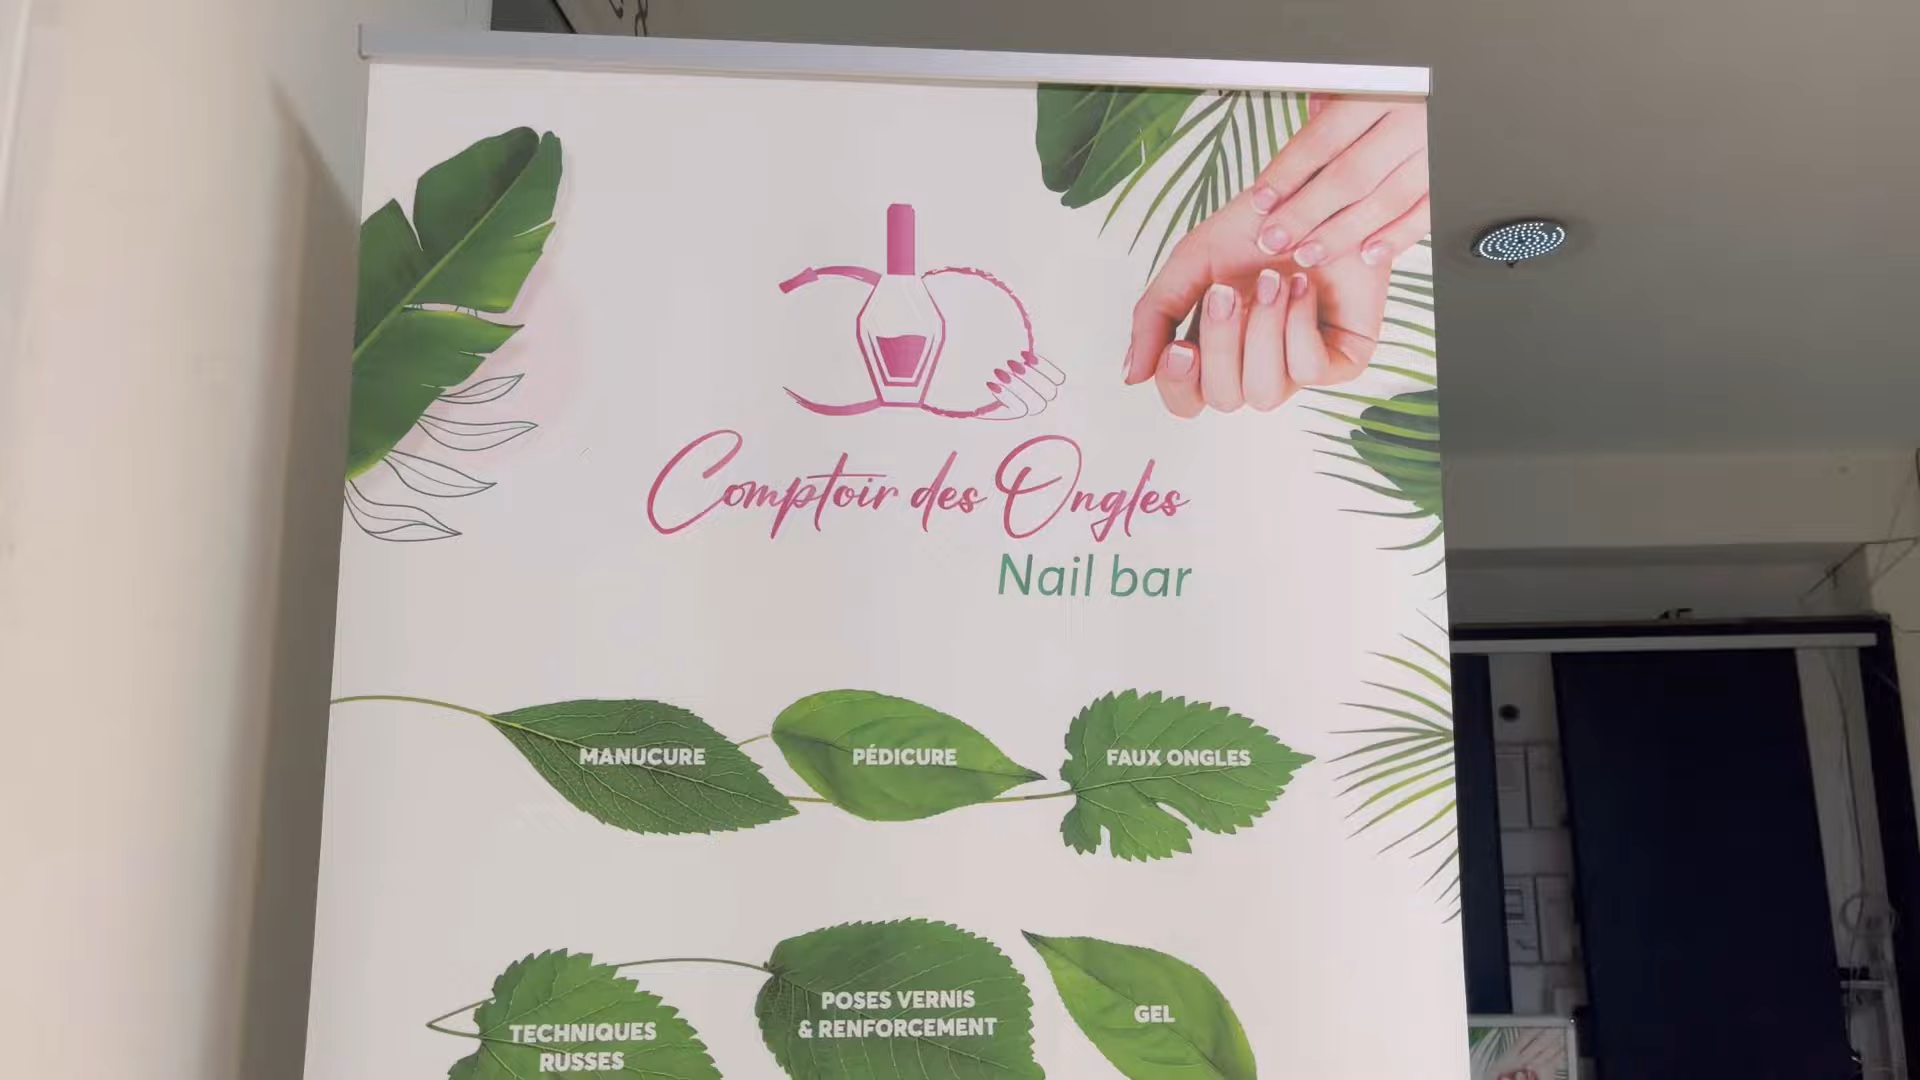 Comptoir des Ongles
Nail bar
MANUCURE
PÉDICURE
FAUX ONGLES
TECHNIQUES
RUSSES
POSES VERNIS
& RENFORCEMENT
GEL